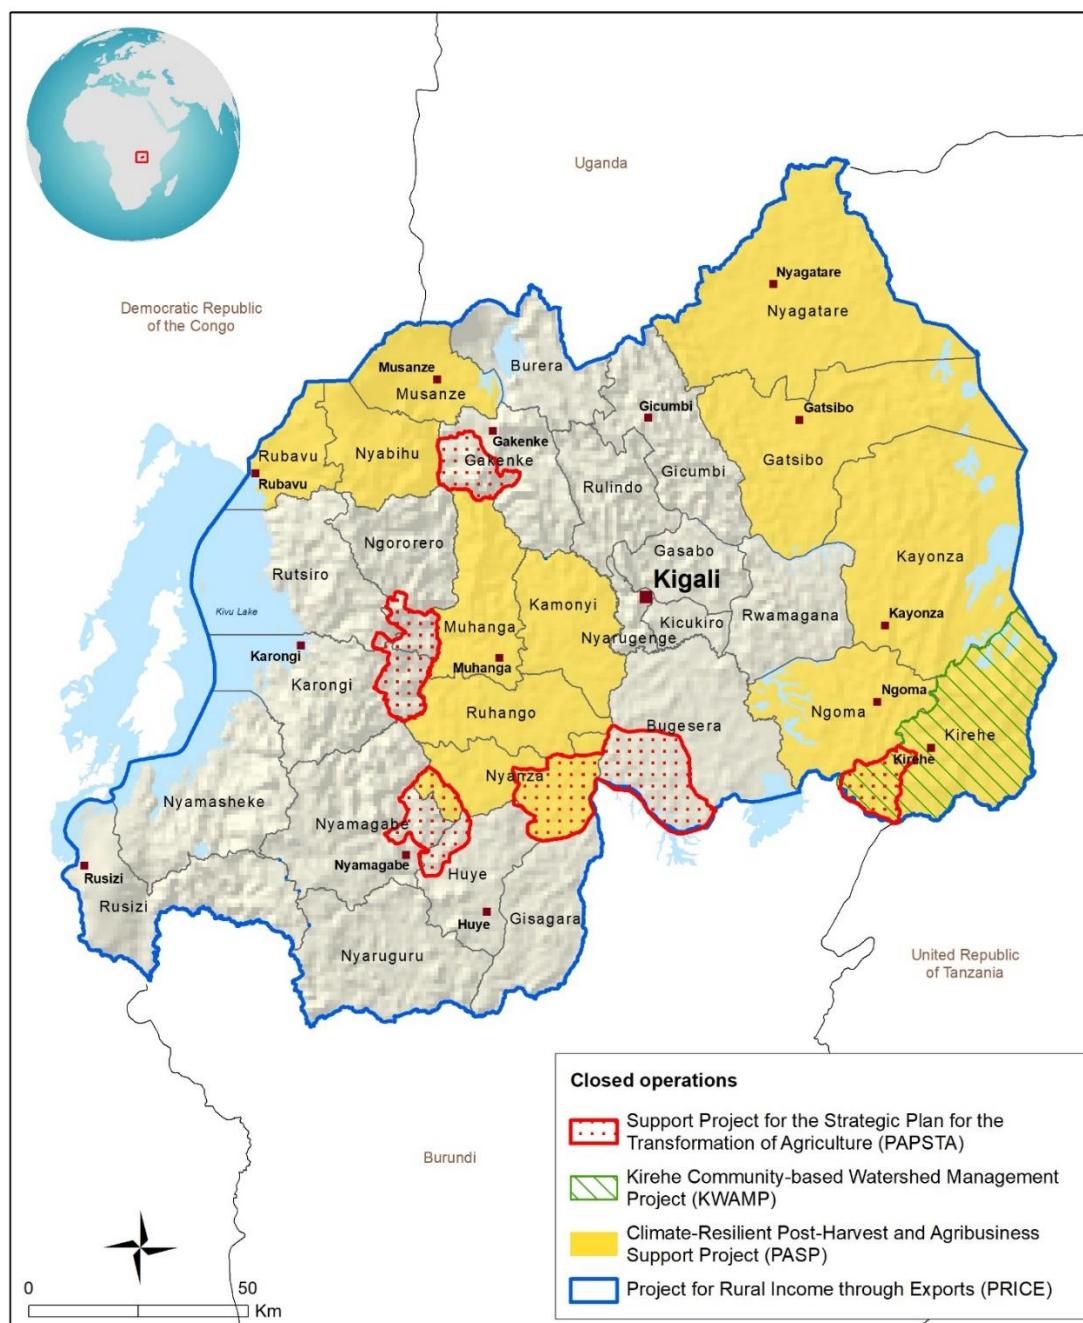 Uganda
Democratic Republic
of the Congo
Nyagatare
Nyagatare
Burera
Musanze
Musanze
Gicumbi
Gatsibo
Gakenke
Gakenke
Rubavu
Nyabihu
Rulindo
Gicumbi
Gatsibo
Rubavu
Ngororero
Gasabo
Kayonza
Rutsiro
Kigali
Kamonyi
Rwamagana
Kivu Lake
Muhanga
Nyarugenge
Kicukiro
Kayonza
Karongi
Muhanga
Karongi
Ngoma
Ruhango
Bugesera
Ngoma
Kirehe
Kirehe
Nyanza
Nyamasheke
Nyamagabe
Nyamagabe
Rusizi
Huye
Rusizi
Huye
Gisagara
Nyaruguru
United Republic
of Tanzania
Burundi
Closed operations
Support Project for the Strategic Plan for the
Transformation of Agriculture (PAPSTA)
Kirehe Community-based Watershed Management
Project (KWAMP)
Climate-Resilient Post-Harvest and Agribusiness
Support Project (PASP)
Project for Rural Income through Exports (PRICE)
0 50
Km